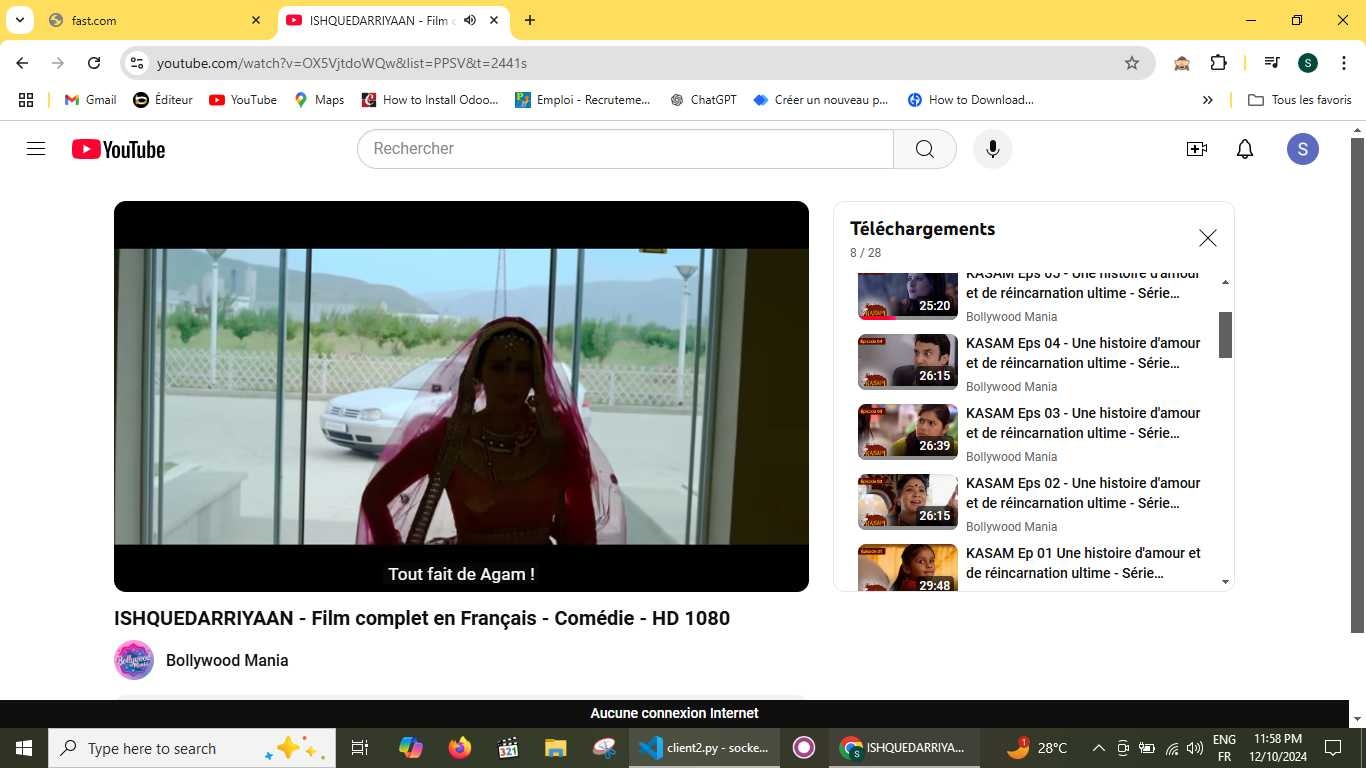 fast.com
ISHQUEDARRIYAAN - Film c
youtube.com/watch?v=OX5VjtdoWQw&list=PPSV&t=2441s
S
Gmail
Éditeur
YouTube
Maps
How to Install Odoo...
Emploi - Recruteme...
ChatGPT
Créer un nouveau p...
How to Download...
Tous les favoris
YouTube
Rechercher
S
Téléchargements
8 / 28
KASAM Eps 05 - Une histoire d'amour
et de réincarnation ultime - Série...
25:20
Bollywood Mania
KASAM Eps 04 - Une histoire d'amour
et de réincarnation ultime - Série...
26:15
Bollywood Mania
KASAM Eps 03 - Une histoire d'amour
et de réincarnation ultime - Série...
26:39
Bollywood Mania
KASAM Eps 02 - Une histoire d'amour
et de réincarnation ultime - Série...
26:15
Bollywood Mania
KASAM Ep 01 Une histoire d'amour et
de réincarnation ultime - Série...
29:48
Tout fait de Agam !
ISHQUEDARRIYAAN - Film complet en Français - Comédie - HD 1080
Bollywood Mania
Aucune connexion Internet
Type here to search
321
client2.py - socke...
ISHQUEDARRIYA...
1
28°C
ENG
FR
11:58 PM
12/10/2024